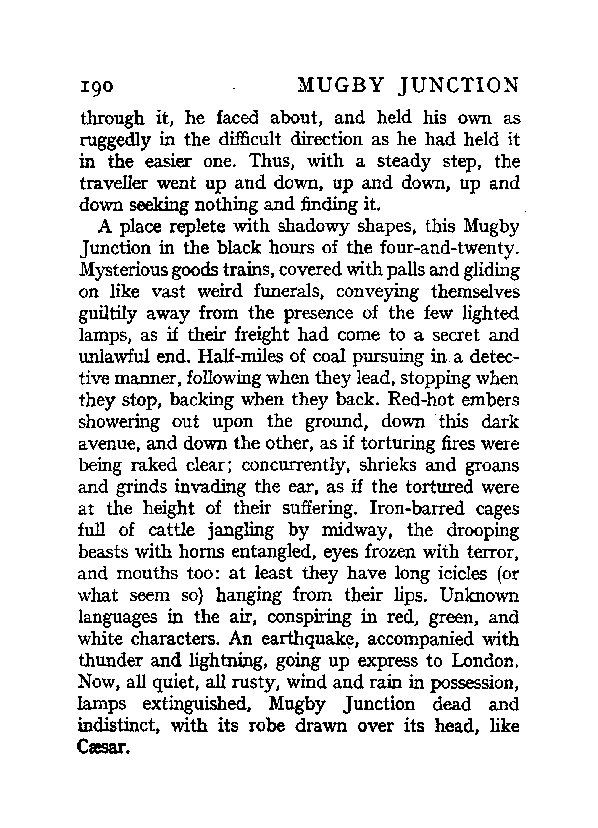 190 MUGBY JUNCTION
through it, he faced about, and held his own as
ruggedly in the difficult direction as he had held it
in the easier one. Thus, with a steady step, the
traveller went up and down, up and down, up and
down seeking nothing and finding it.
A place replete with shadowy shapes, this Mugby
Junction in the black hours of the four-and-twenty.
Mysterious goods trains, covered with palls and gliding
on like vast weird funerals, conveying themselves
guiltily away from the presence of the few lighted
lamps, as if their freight had come to a secret and
unlawful end. Half-miles of coal pursuing in a detec-
tive manner, following when they lead, stopping when
they stop, backing when they back. Red-hot embers
showering out upon the ground, down this dark
avenue, and down the other, as if torturing fires were
being raked clear; concurrently, shrieks and groans
and grinds invading the ear, as if the tortured were
at the height of their suffering. Iron-barred cages
full of cattle jangling by midway, the drooping
beasts with horns entangled, eyes frozen with terror,
and mouths too: at least they have long icicles (or
what seem so) hanging from their lips. Unknown
languages in the air, conspiring in red, green, and
white characters. An earthquake, accompanied with
thunder and lightning, going up express to London.
Now, all quiet, all rusty, wind and rain in possession,
lamps extinguished, Mugby Junction dead and
indistinct, with its robe drawn over its head, like
Cæsar.